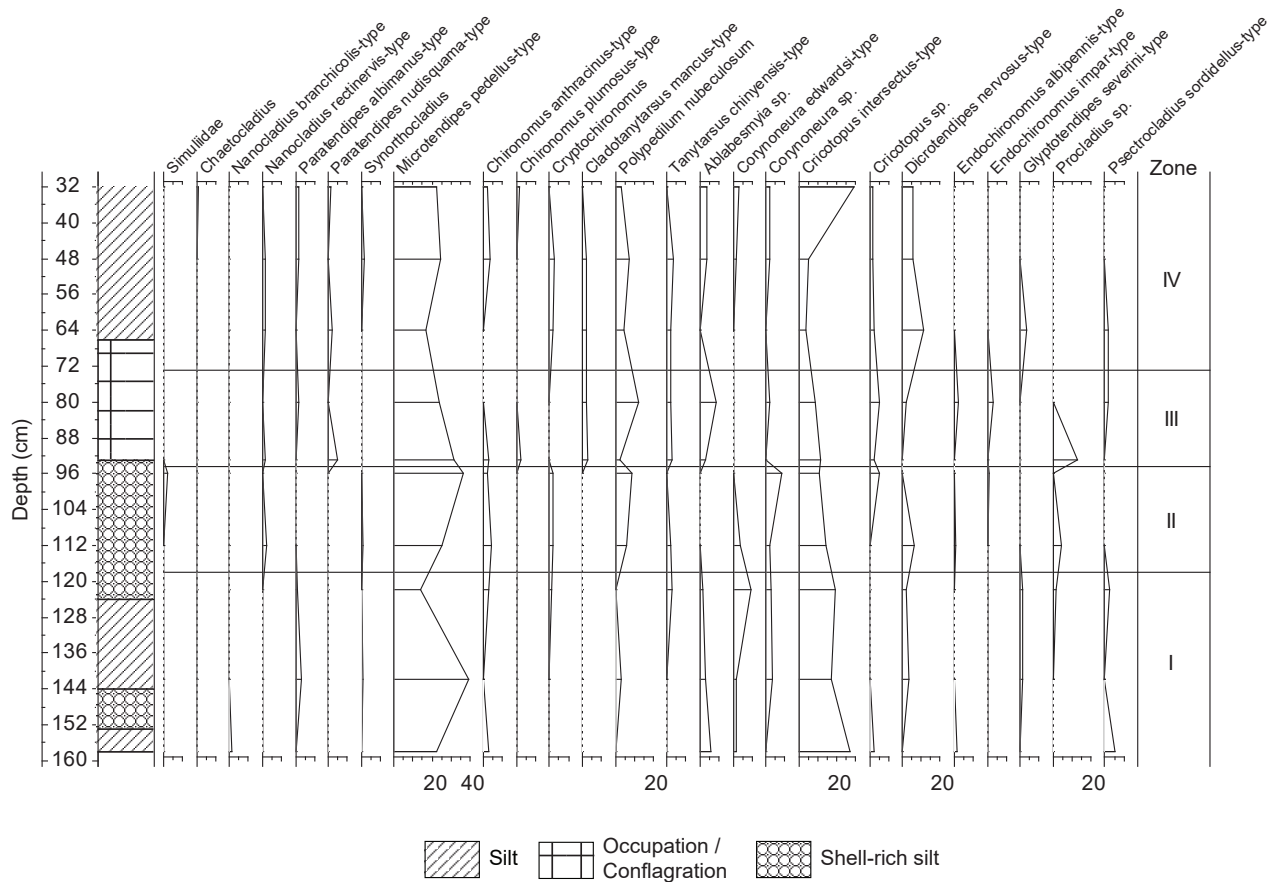 Simuliidae
Chaetocladius
Nanocladius branchicolis-type
Nanocladius rectinervis-type
Paratendipes albimanus-type
Paratendipes nudisquama-type
Synorthocladius
Microtendipes pedellus-type
Chironomus anthracinus-type
Chironomus plumosus-type
Cryptochironomus
Cladotanytarsus mancus-type
Polypedilum nubeculosum
Tanytarsus chinyensis-type
Ablabesmyla sp.
Corynoneura edwardsi-type
Corynoneura sp.
Cricotopus intersectus-type
Cricotopus sp.
Dicrotendipes nervosus-type
Endochironomus albipennis-type
Endochironomus impar-type
Glyptotendipes severini-type
Procladius sp.
Psectrocladius sordidellus-type
Zone
Depth (cm)
32
40
48
56
64
72
80
88
96
104
112
120
128
136
144
152
160
IV
III
II
I
20 40 20 20 20 20
Silt
Occupation /
Conflagration
Shell-rich silt